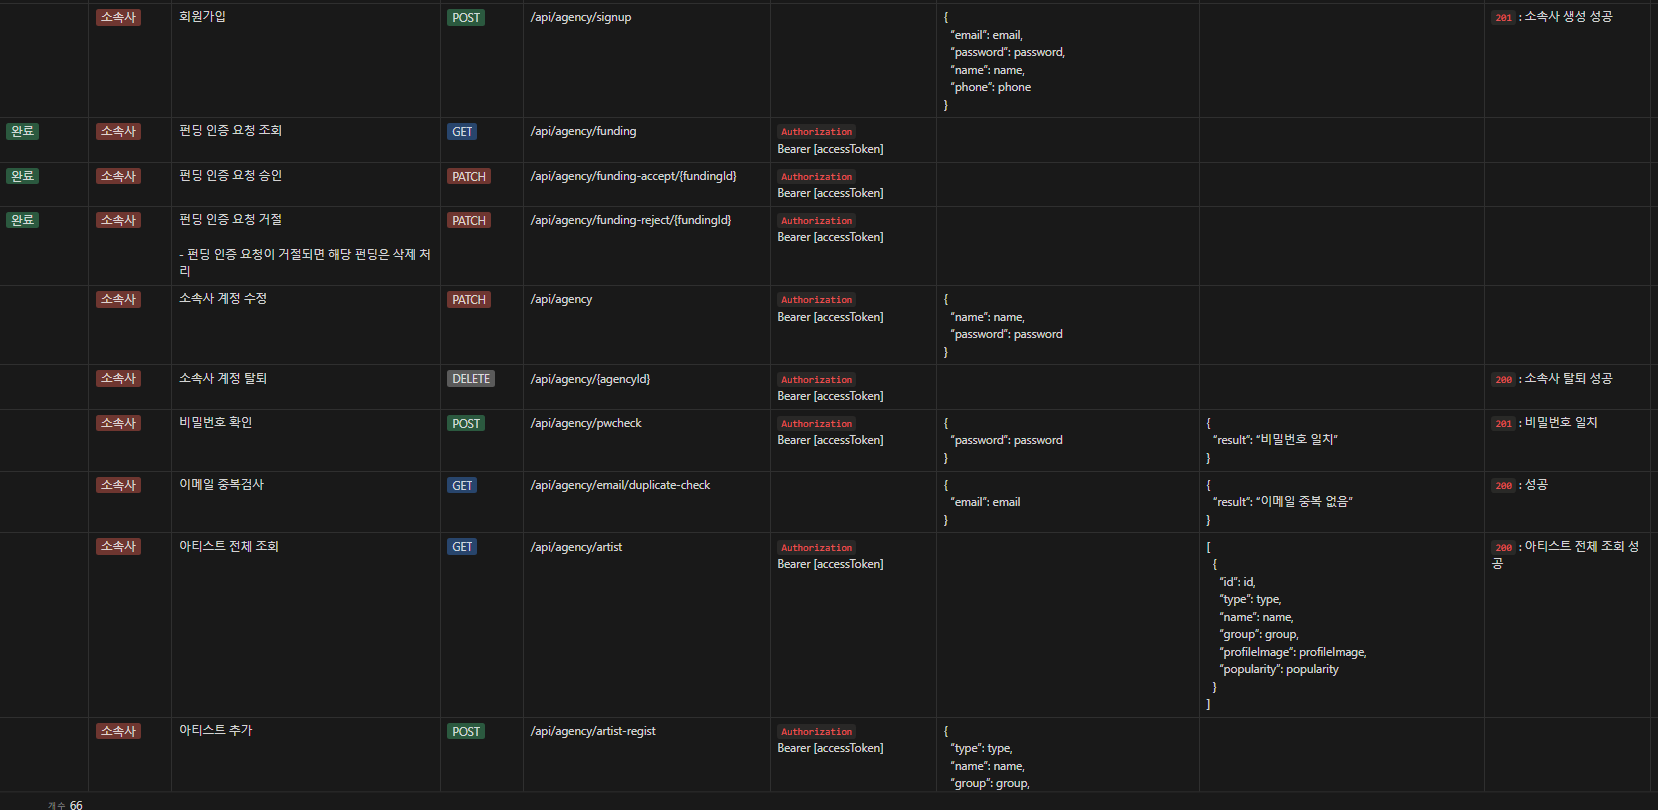 소속사 회원가입 POST /api/agency/signup { 201 : 소속사 생성 성공
“email”: email,
“password”: password,
“name”: name,
“phone”: phone
}
완료 소속사 펀딩 인증 요청 조회 GET /api/agency/funding Authorization
Bearer [accessToken]
완료 소속사 펀딩 인증 요청 승인 PATCH /api/agency/funding-accept/{fundingId} Authorization
Bearer [accessToken]
완료 소속사 펀딩 인증 요청 거절 PATCH /api/agency/funding-reject/{fundingId} Authorization
Bearer [accessToken]
- 펀딩 인증 요청이 거절되면 해당 펀딩은 삭제 처
리
소속사 소속사 계정 수정 PATCH /api/agency Authorization {
Bearer [accessToken] “name”: name,
“password”: password
}
소속사 소속사 계정 탈퇴 DELETE /api/agency/{agencyId} Authorization 200 : 소속사 탈퇴 성공
Bearer [accessToken]
소속사 비밀번호 확인 POST /api/agency/pwcheck Authorization { { 201 : 비밀번호 일치
Bearer [accessToken] “password”: password “result”: “비밀번호 일치”
} }
소속사 이메일 중복검사 GET /api/agency/email/duplicate-check { { 200 : 성공
“email”: email “result”: “이메일 중복 없음”
} }
소속사 아티스트 전체 조회 GET /api/agency/artist Authorization [ 200 : 아티스트 전체 조회 성
Bearer [accessToken] { 공
“id”: id,
“type”: type,
“name”: name,
“group”: group,
“profileImage”: profileImage,
“popularity”: popularity
}
]
소속사 아티스트 추가 POST /api/agency/artist-regist Authorization {
Bearer [accessToken] “type”: type,
“name”: name,
“group”: group,
개수 66